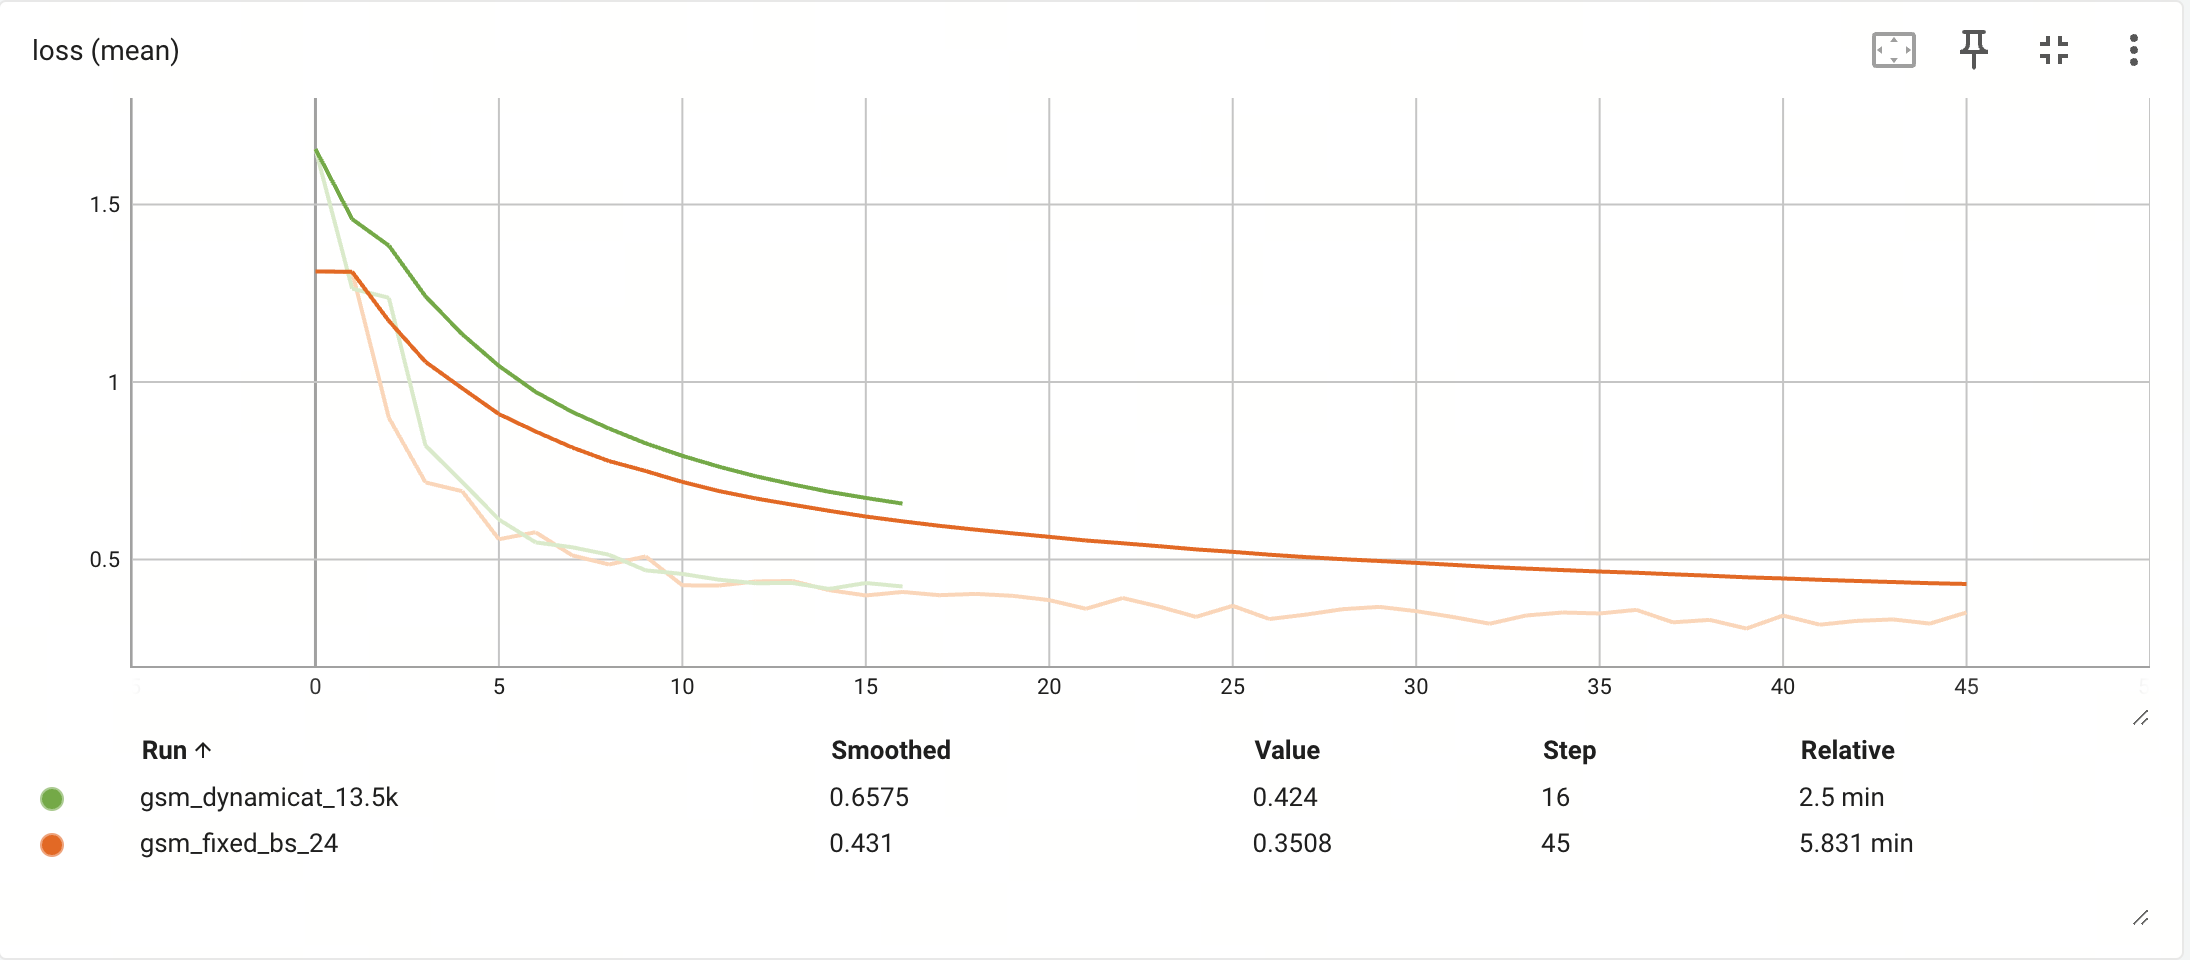 loss (mean)
1.5
1
0.5
0 5 10 15 20 25 30 35 40 45
Run ↑ Smoothed Value Step Relative
gsm_dynamicat_13.5k 0.6575 0.424 16 2.5 min
gsm_fixed_bs_24 0.431 0.3508 45 5.831 min